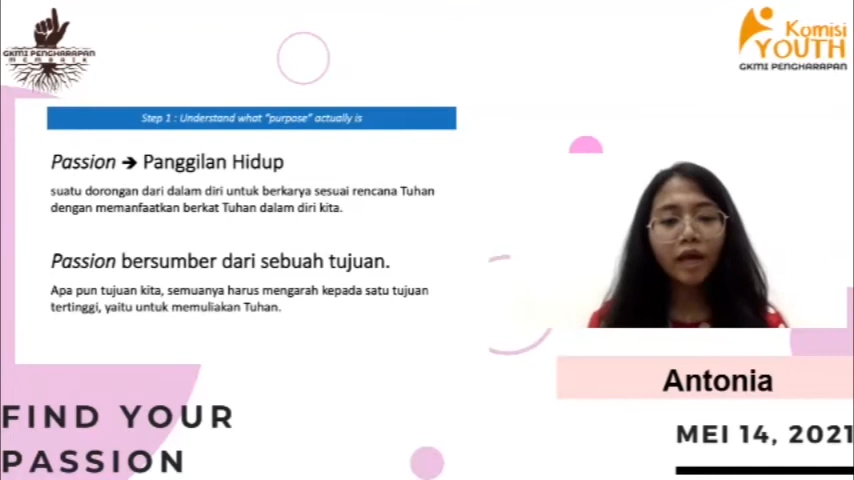 GKMI PENGHARAPAN
Komisi
YOUTH
GKMI PENGHARAPAN
Step 1 : Understand what "purpose" actually is
Passion → Panggilan Hidup
suatu dorongan dari dalam diri untuk berkarya sesuai rencana Tuhan
dengan memanfaatkan berkat Tuhan dalam diri kita.
Passion bersumber dari sebuah tujuan.
Apa pun tujuan kita, semuanya harus mengarah kepada satu tujuan
tertinggi, yaitu untuk memuliakan Tuhan.
Antonia
FIND YOUR
PASSION
MEI 14, 2021